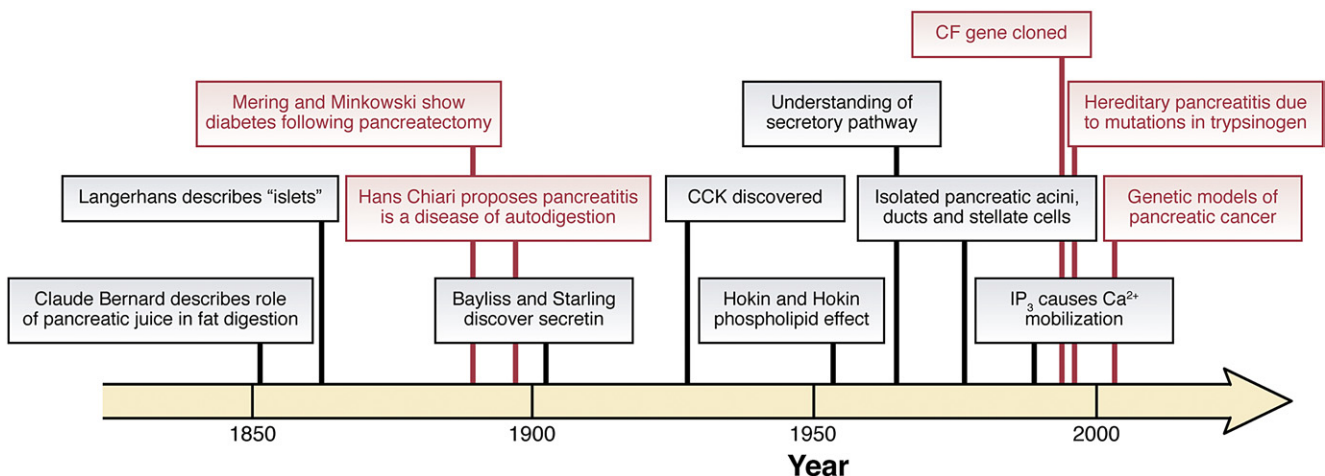 CF gene cloned
Mering and Minkowski show
diabetes following pancreatectomy
Understanding of
secretory pathway
Hereditary pancreatitis due
to mutations in trypsinogen
Langerhans describes “islets”
Hans Chiari proposes pancreatitis
is a disease of autodigestion
CCK discovered
Isolated pancreatic acini,
ducts and stellate cells
Genetic models of
pancreatic cancer
Claude Bernard describes role
of pancreatic juice in fat digestion
Bayliss and Starling
discover secretin
Hokin and Hokin
phospholipid effect
IP₃ causes Ca²⁺
mobilization
1850
1900
1950
2000
Year